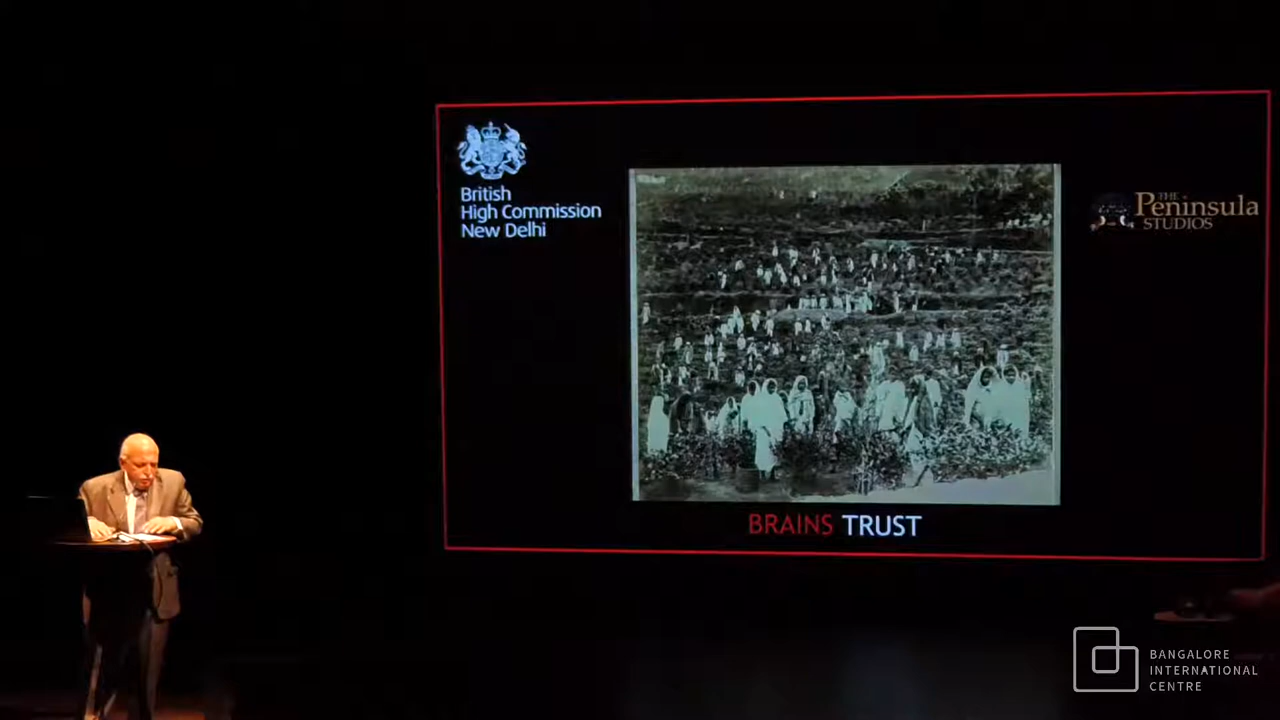 British
High Commission
New Delhi
THE
Peninsula
STUDIOS
BRAINS TRUST
BANGALORE
INTERNATIONAL
CENTRE